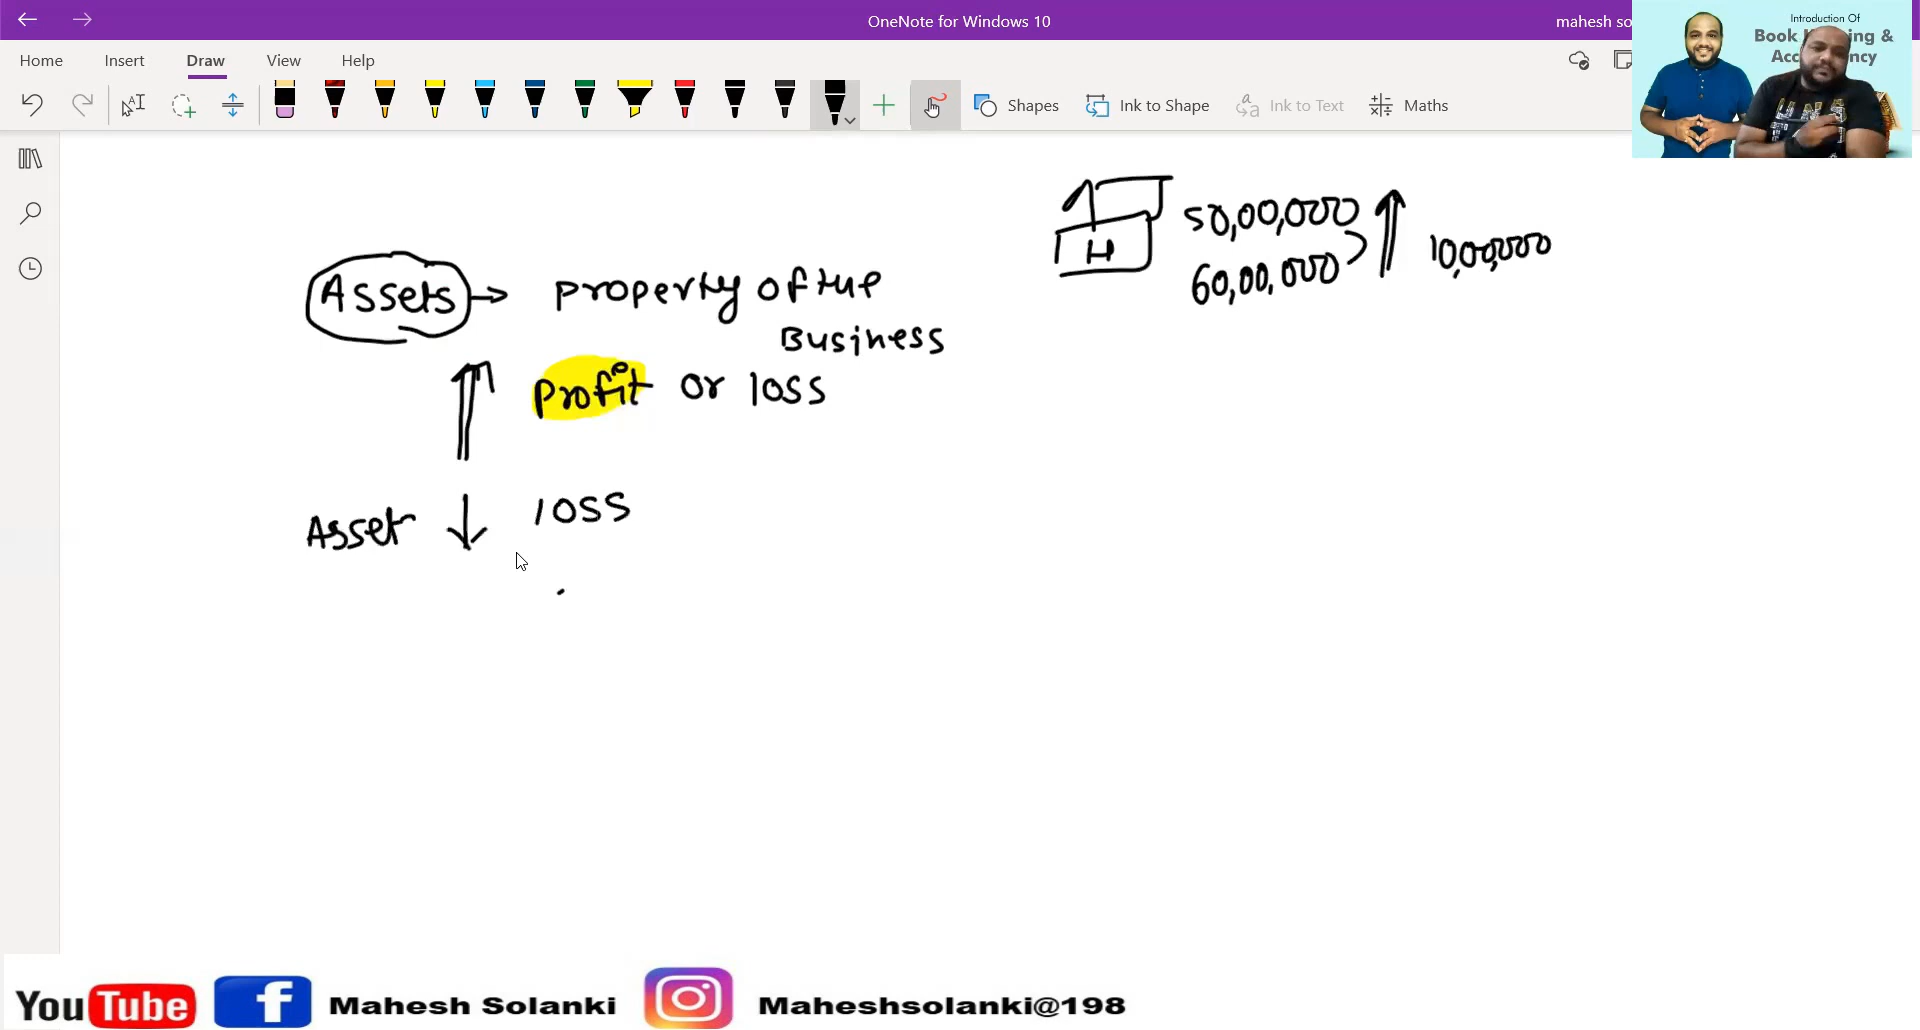 OneNote for Windows 10
mahesh so
Home Insert Draw View Help
Shapes Ink to Shape Ink to Text Maths
Introduction Of
Book
H
50,00,000
60,00,000
10,00,000
Assets → property of the
Business
profit or loss
Asset ↓ loss
YouTube f Mahesh Solanki Maheshsolanki@198